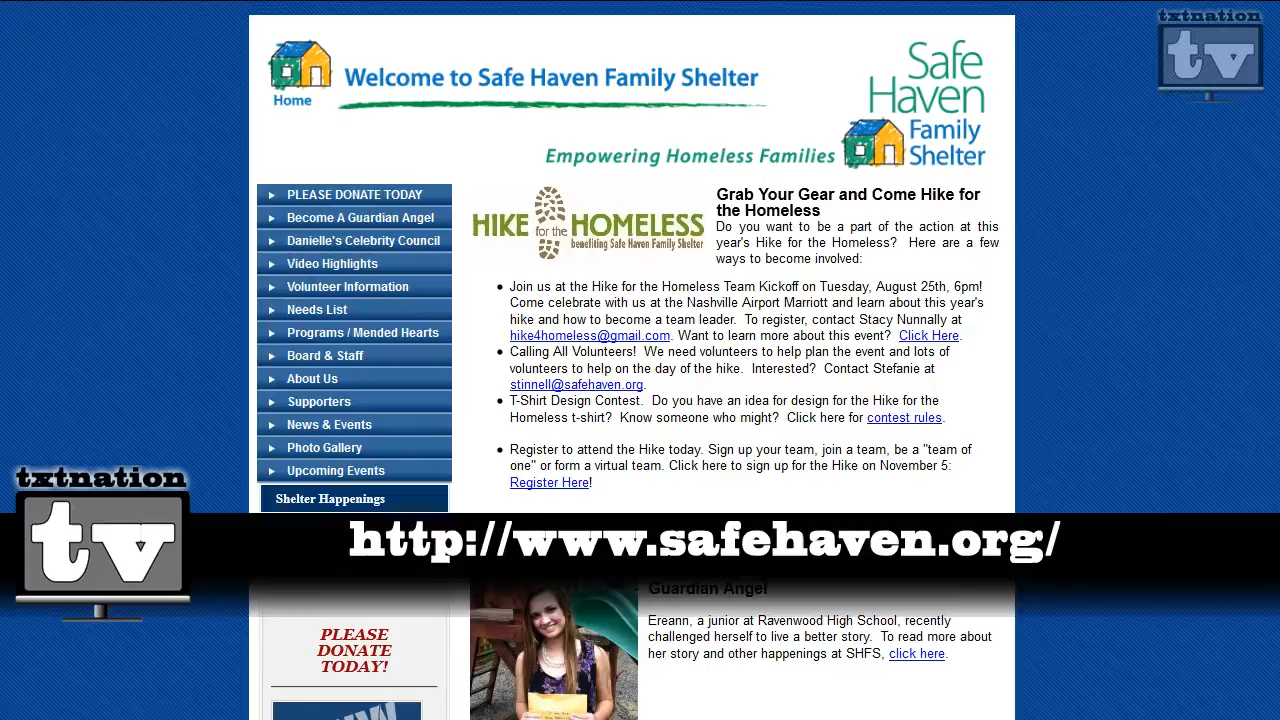 txtnation
tv
Welcome to Safe Haven Family Shelter
Home
Safe
Haven
Family
Shelter
Empowering Homeless Families
PLEASE DONATE TODAY
Become A Guardian Angel
Danielle's Celebrity Council
Video Highlights
Volunteer Information
Needs List
Programs / Mended Hearts
Board & Staff
About Us
Supporters
News & Events
Photo Gallery
Upcoming Events
Shelter Happenings
HIKE for the HOMELESS
benefiting Safe Haven Family Shelter
Grab Your Gear and Come Hike for
the Homeless
Do you want to be a part of the action at this
year's Hike for the Homeless? Here are a few
ways to become involved:
Join us at the Hike for the Homeless Team Kickoff on Tuesday, August 25th, 6pm!
Come celebrate with us at the Nashville Airport Marriott and learn about this year's
hike and how to become a team leader. To register, contact Stacy Nunnally at
hike4homeless@gmail.com. Want to learn more about this event? Click Here.
Calling All Volunteers! We need volunteers to help plan the event and lots of
volunteers to help on the day of the hike. Interested? Contact Stefanie at
stinnell@safehaven.org.
T-Shirt Design Contest. Do you have an idea for design for the Hike for the
Homeless t-shirt? Know someone who might? Click here for contest rules.
Register to attend the Hike today. Sign up your team, join a team, be a "team of
one" or form a virtual team. Click here to sign up for the Hike on November 5:
Register Here!
txtnation
tv
http://www.safehaven.org/
Guardian Angel
Ereann, a junior at Ravenwood High School, recently
challenged herself to live a better story. To read more about
her story and other happenings at SHFS, click here.
PLEASE
DONATE
TODAY!